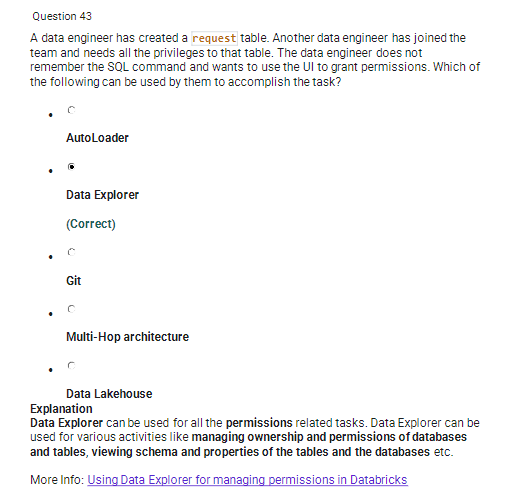 Question 43
A data engineer has created a request table. Another data engineer has joined the
team and needs all the privileges to that table. The data engineer does not
remember the SQL command and wants to use the UI to grant permissions. Which of
the following can be used by them to accomplish the task?
AutoLoader
Data Explorer
(Correct)
Git
Multi-Hop architecture
Data Lakehouse
Explanation
Data Explorer can be used for all the permissions related tasks. Data Explorer can be
used for various activities like managing ownership and permissions of databases
and tables, viewing schema and properties of the tables and the databases etc.
More Info: Using Data Explorer for managing permissions in Databricks